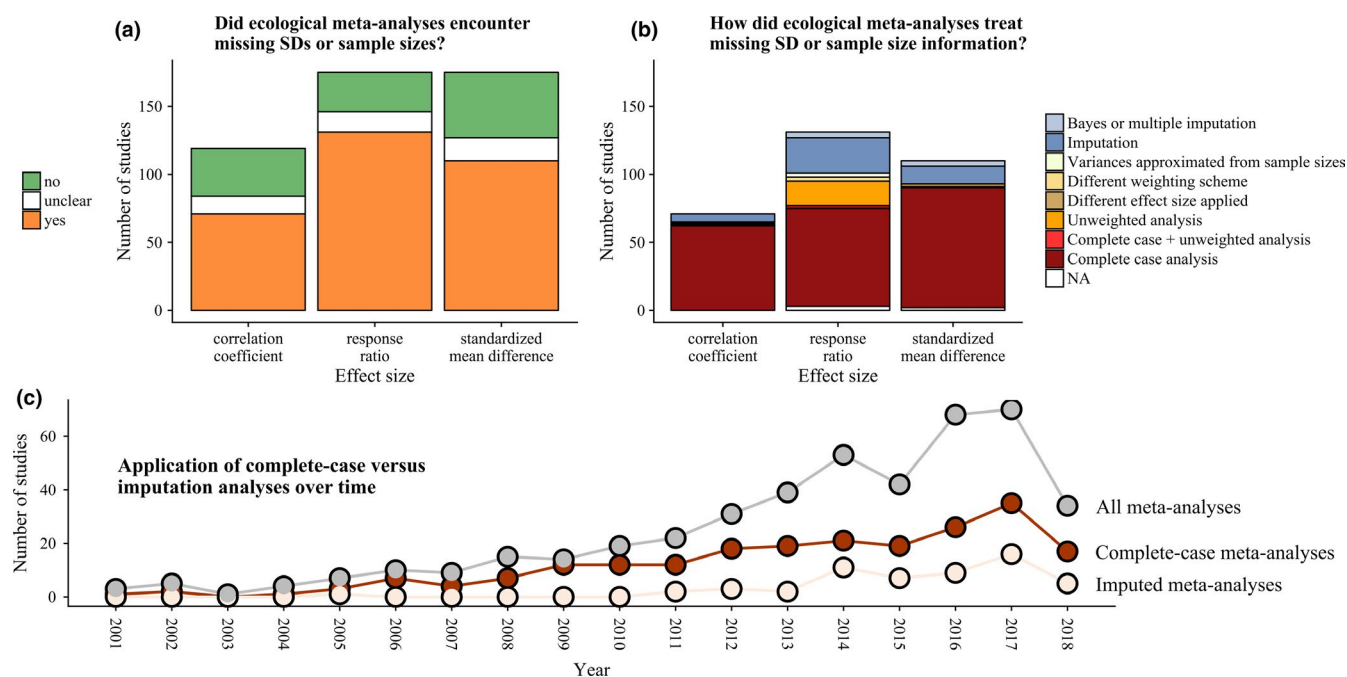 (a)
Did ecological meta-analyses encounter
missing SDs or sample sizes?
150
100
50
0
Number of studies
no
unclear
yes
correlation
coefficient
response
ratio
standardized
mean difference
Effect size
(b)
How did ecological meta-analyses treat
missing SD or sample size information?
150
100
50
0
Number of studies
correlation
coefficient
response
ratio
standardized
mean difference
Effect size
Bayes or multiple imputation
Imputation
Variances approximated from sample sizes
Different weighting scheme
Different effect size applied
Unweighted analysis
Complete case + unweighted analysis
Complete case analysis
NA
(c)
Application of complete-case versus
imputation analyses over time
60
40
20
0
Number of studies
All meta-analyses
Complete-case meta-analyses
Imputed meta-analyses
2001
2002
2003
2004
2005
2006
2007
2008
2009
2010
2011
2012
2013
2014
2015
2016
2017
2018
Year